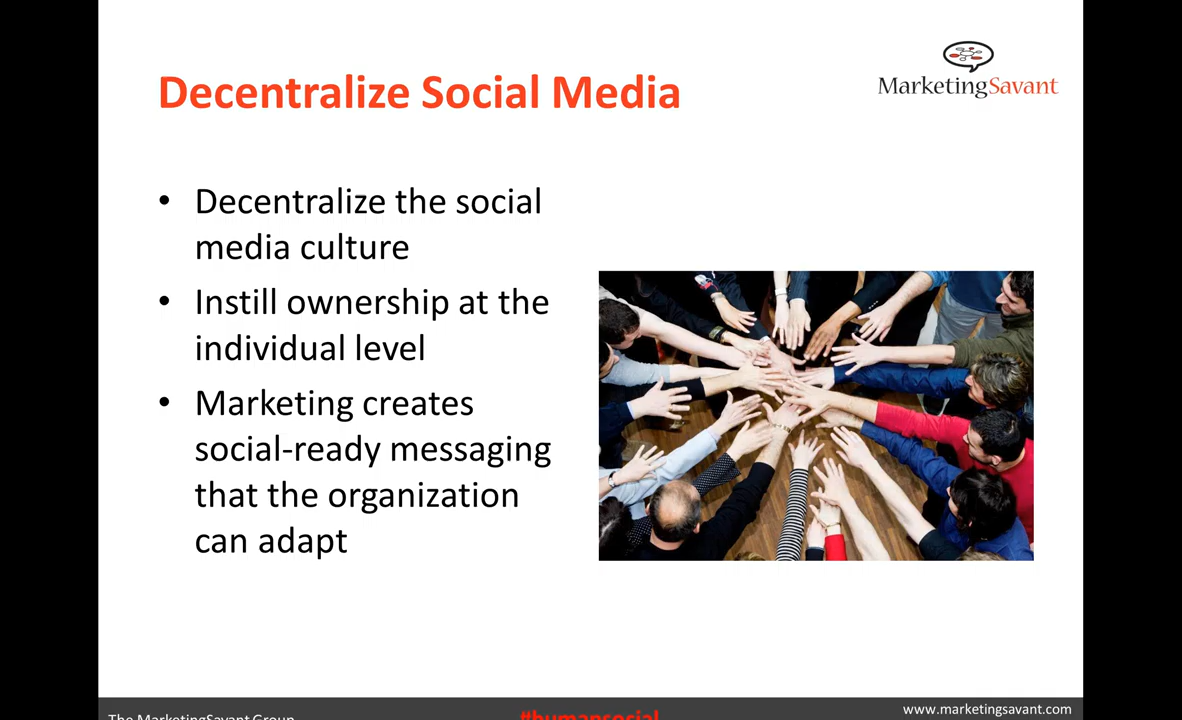 Decentralize Social Media
MarketingSavant
• Decentralize the social
media culture
• Instill ownership at the
individual level
• Marketing creates
social-ready messaging
that the organization
can adapt
The MarketingSavant Group
#humansocial
www.marketingsavant.com